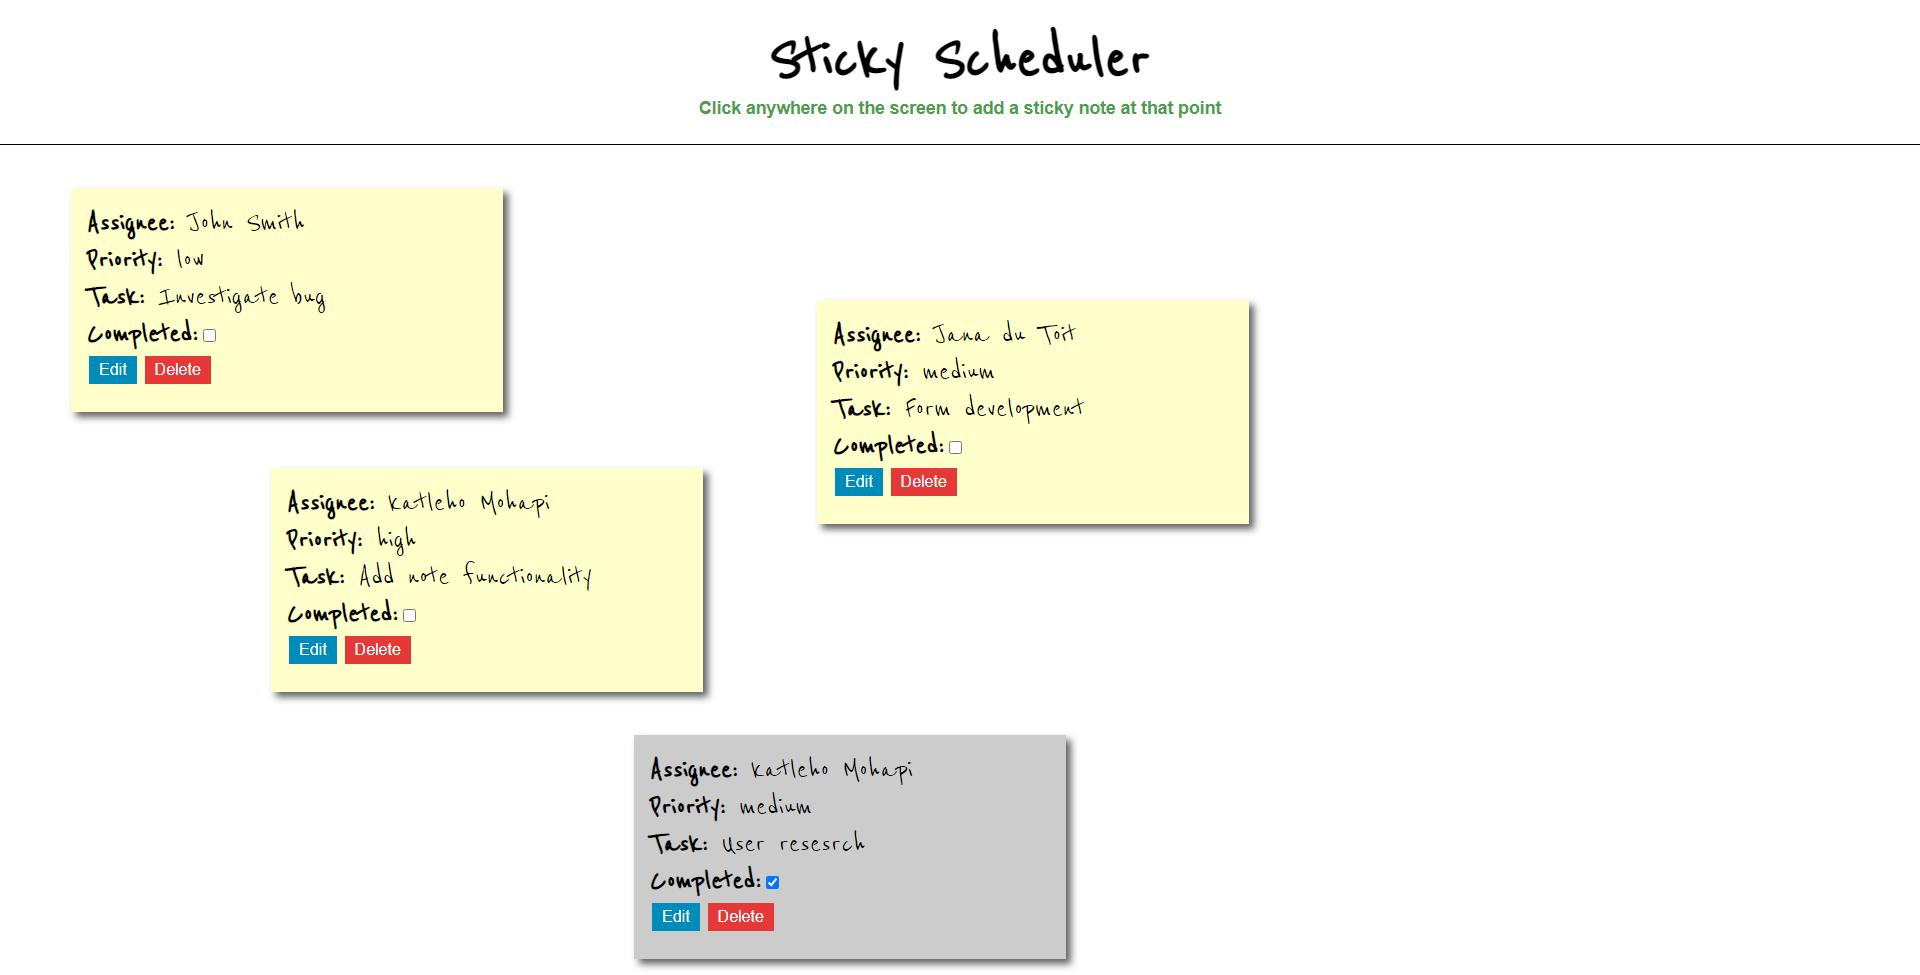 Sticky Scheduler
Click anywhere on the screen to add a sticky note at that point
Assignee: John Smith
Priority: low
Task: Investigate bug
Completed:
Edit Delete
Assignee: Jana du Toit
Priority: medium
Task: Form development
Completed:
Edit Delete
Assignee: Katleho Mohapi
Priority: high
Task: Add note functionality
Completed:
Edit Delete
Assignee: Katleho Mohapi
Priority: medium
Task: User resesrch
Completed:
Edit Delete